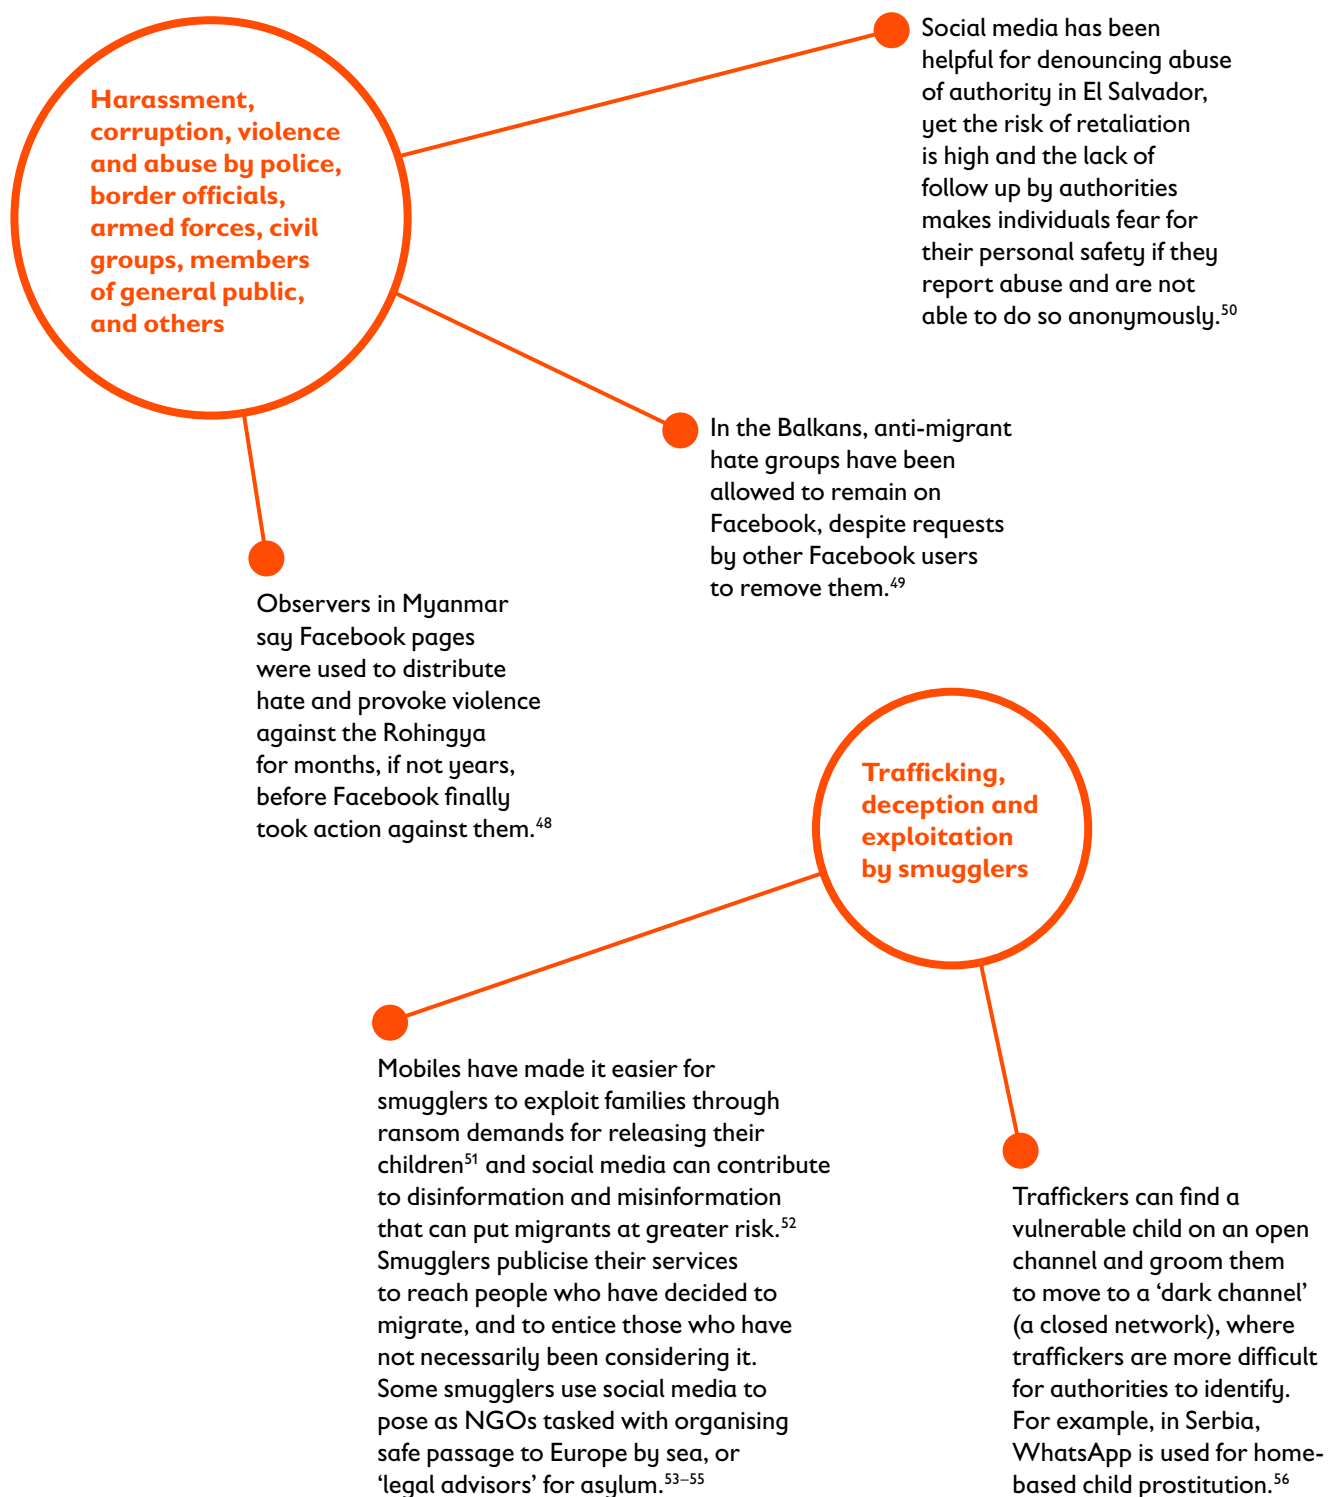 Harassment,
corruption, violence
and abuse by police,
border officials,
armed forces, civil
groups, members
of general public,
and others
Social media has been
helpful for denouncing abuse
of authority in El Salvador,
yet the risk of retaliation
is high and the lack of
follow up by authorities
makes individuals fear for
their personal safety if they
report abuse and are not
able to do so anonymously.50
In the Balkans, anti-migrant
hate groups have been
allowed to remain on
Facebook, despite requests
by other Facebook users
to remove them.49
Observers in Myanmar
say Facebook pages
were used to distribute
hate and provoke violence
against the Rohingya
for months, if not years,
before Facebook finally
took action against them.48
Trafficking,
deception and
exploitation
by smugglers
Mobiles have made it easier for
smugglers to exploit families through
ransom demands for releasing their
children51 and social media can contribute
to disinformation and misinformation
that can put migrants at greater risk.52
Smugglers publicise their services
to reach people who have decided to
migrate, and to entice those who have
not necessarily been considering it.
Some smugglers use social media to
pose as NGOs tasked with organising
safe passage to Europe by sea, or
‘legal advisors’ for asylum.53–55
Traffickers can find a
vulnerable child on an open
channel and groom them
to move to a ‘dark channel’
(a closed network), where
traffickers are more difficult
for authorities to identify.
For example, in Serbia,
WhatsApp is used for home-
based child prostitution.56